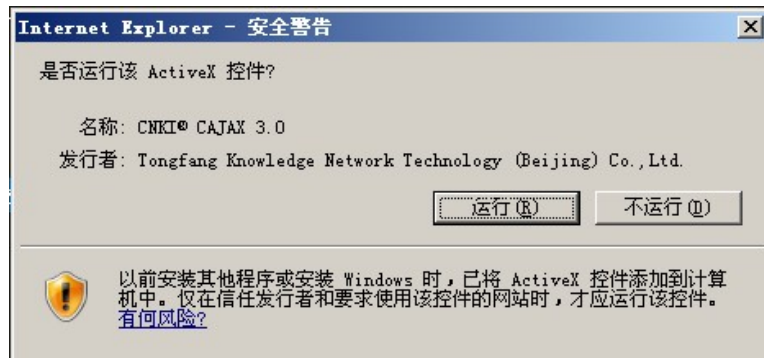 Internet Explorer - 安全警告
是否运行该 ActiveX 控件?
名称: CNKI® CAJAX 3.0
发行者: Tongfang Knowledge Network Technology (Beijing) Co.,Ltd.
运行(R) 不运行(D)
以前安装其他程序或安装 Windows 时，已将 ActiveX 控件添加到计算
机中。仅在信任发行者和要求使用该控件的网站时，才应运行该控件。
有何风险?